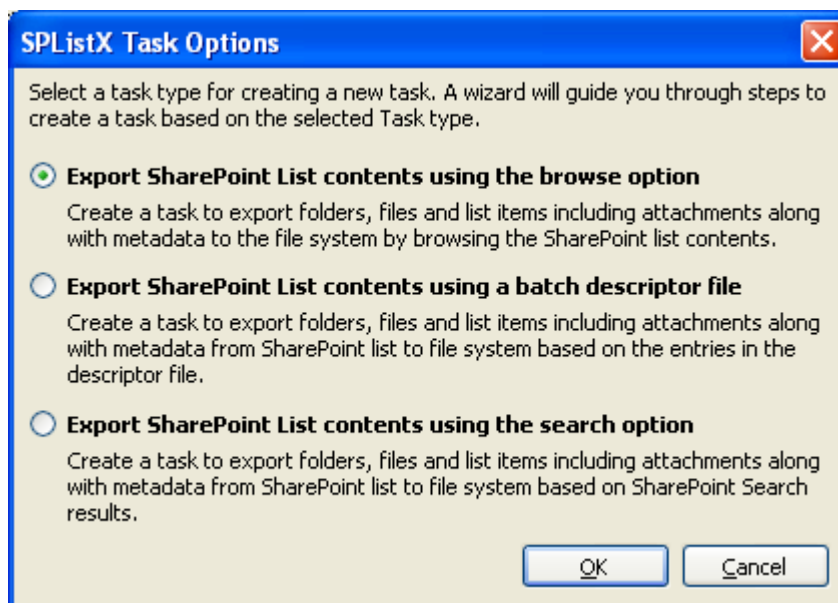 SPListX Task Options
Select a task type for creating a new task. A wizard will guide you through steps to
create a task based on the selected Task type.
Export SharePoint List contents using the browse option
Create a task to export folders, files and list items including attachments along
with metadata to the file system by browsing the SharePoint list contents.
Export SharePoint List contents using a batch descriptor file
Create a task to export folders, files and list items including attachments along
with metadata from SharePoint list to file system based on the entries in the
descriptor file.
Export SharePoint List contents using the search option
Create a task to export folders, files and list items including attachments along
with metadata from SharePoint list to file system based on SharePoint Search
results.
OK Cancel